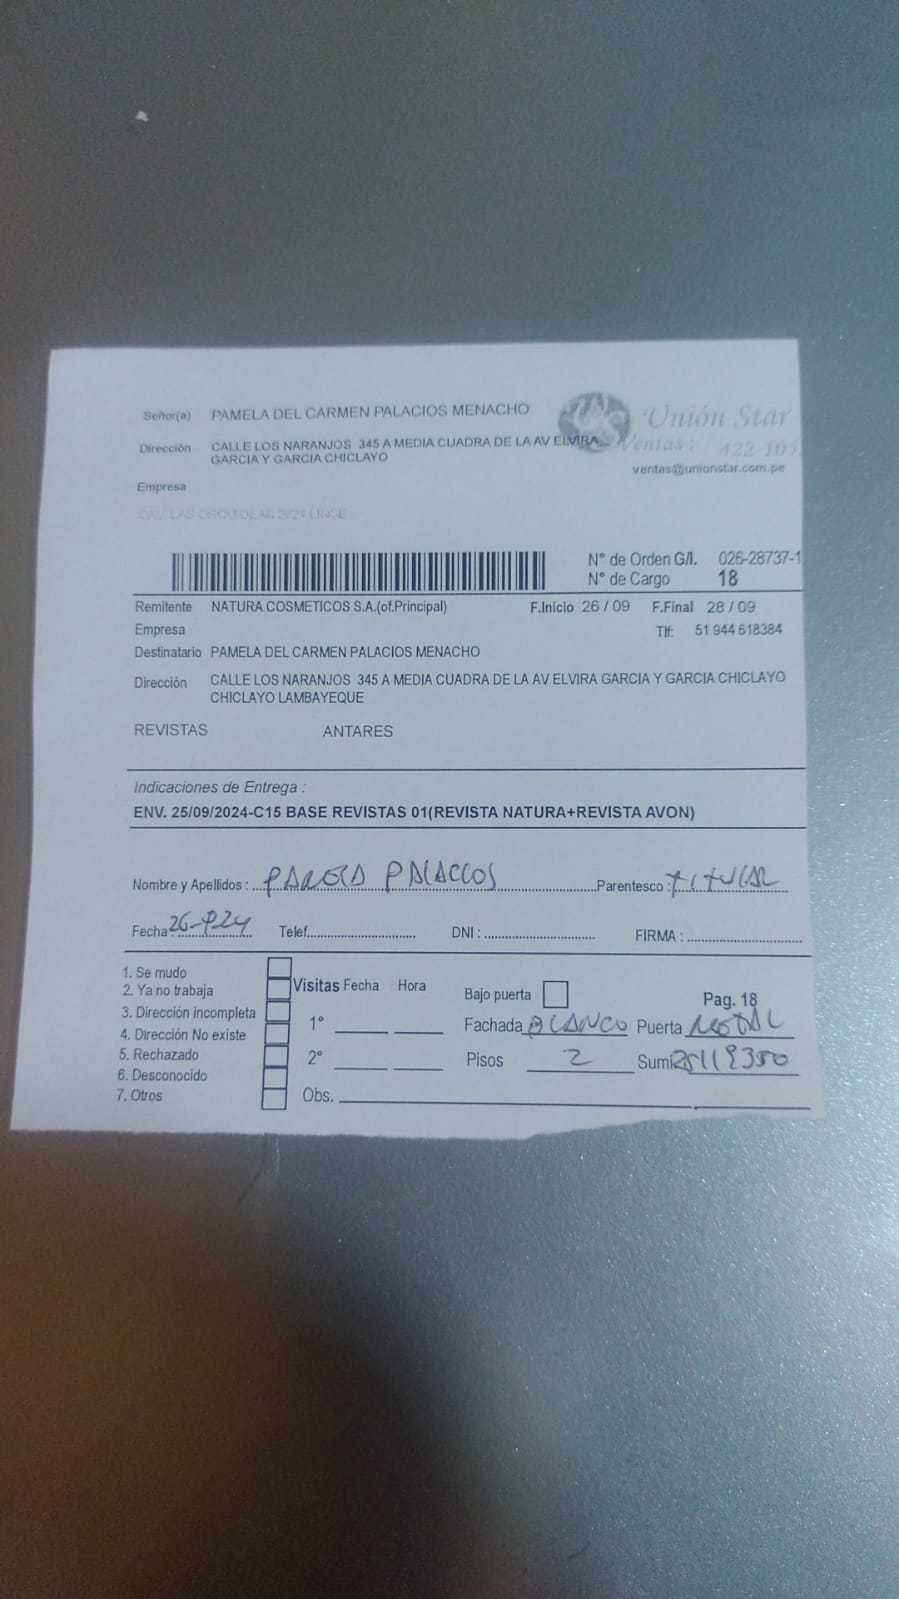 Señor(a) PAMELA DEL CARMEN PALACIOS MENACHO
Unión Star
Dirección CALLE LOS NARANJOS 345 A MEDIA CUADRA DE LA AV ELVIRA
GARCIA Y GARCIA CHICLAYO
Ventas: 422-105
ventas@unionstar.com.pe
Empresa
N° de Orden G/I. 026-28737-1
N° de Cargo 18
Remitente NATURA COSMETICOS S.A.(of.Principal) F.Inicio 26 / 09 F.Final 28 / 09
Empresa Tlf: 51 944 618384
Destinatario PAMELA DEL CARMEN PALACIOS MENACHO
Dirección CALLE LOS NARANJOS 345 A MEDIA CUADRA DE LA AV ELVIRA GARCIA Y GARCIA CHICLAYO
CHICLAYO LAMBAYEQUE
REVISTAS ANTARES
Indicaciones de Entrega :
ENV. 25/09/2024-C15 BASE REVISTAS 01(REVISTA NATURA+REVISTA AVON)
Nombre y Apellidos : PALACIOS Parentesco : TITULAR
Fecha : Telef. DNI : FIRMA :
1. Se mudo
2. Ya no trabaja
3. Dirección incompleta
4. Dirección No existe
5. Rechazado
6. Desconocido
7. Otros
Visitas Fecha Hora
1°
2°
Obs.
Bajo puerta
Pag. 18
Fachada BLANCO Puerta METAL
Pisos 2 Sumi